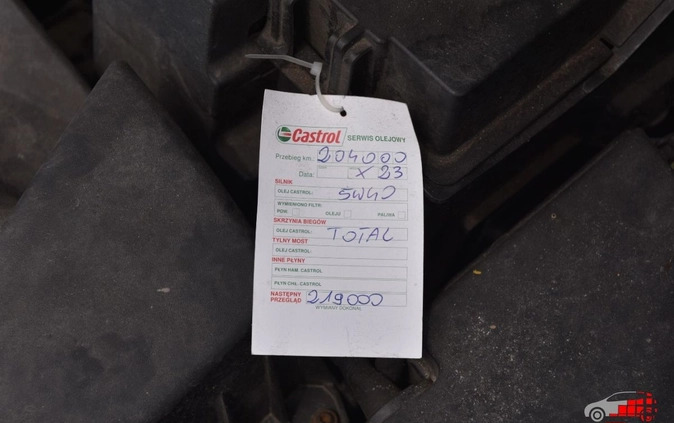 Castrol SERWIS OLEJOWY
Przebieg km.: 204000
Data: X 23
SILNIK
OLEJ CASTROL: 5W40
WYMIENIONO FILTR:
POW. OLEJU PALIWA
SKRZYNIA BIEGÓW
OLEJ CASTROL: TOTAL
TYLNY MOST
OLEJ CASTROL:
INNE PŁYNY
PŁYN HAM. CASTROL
PŁYN CHŁ. CASTROL
NASTĘPNY
PRZEGLĄD 219000
WYMIANY DOKONAŁ